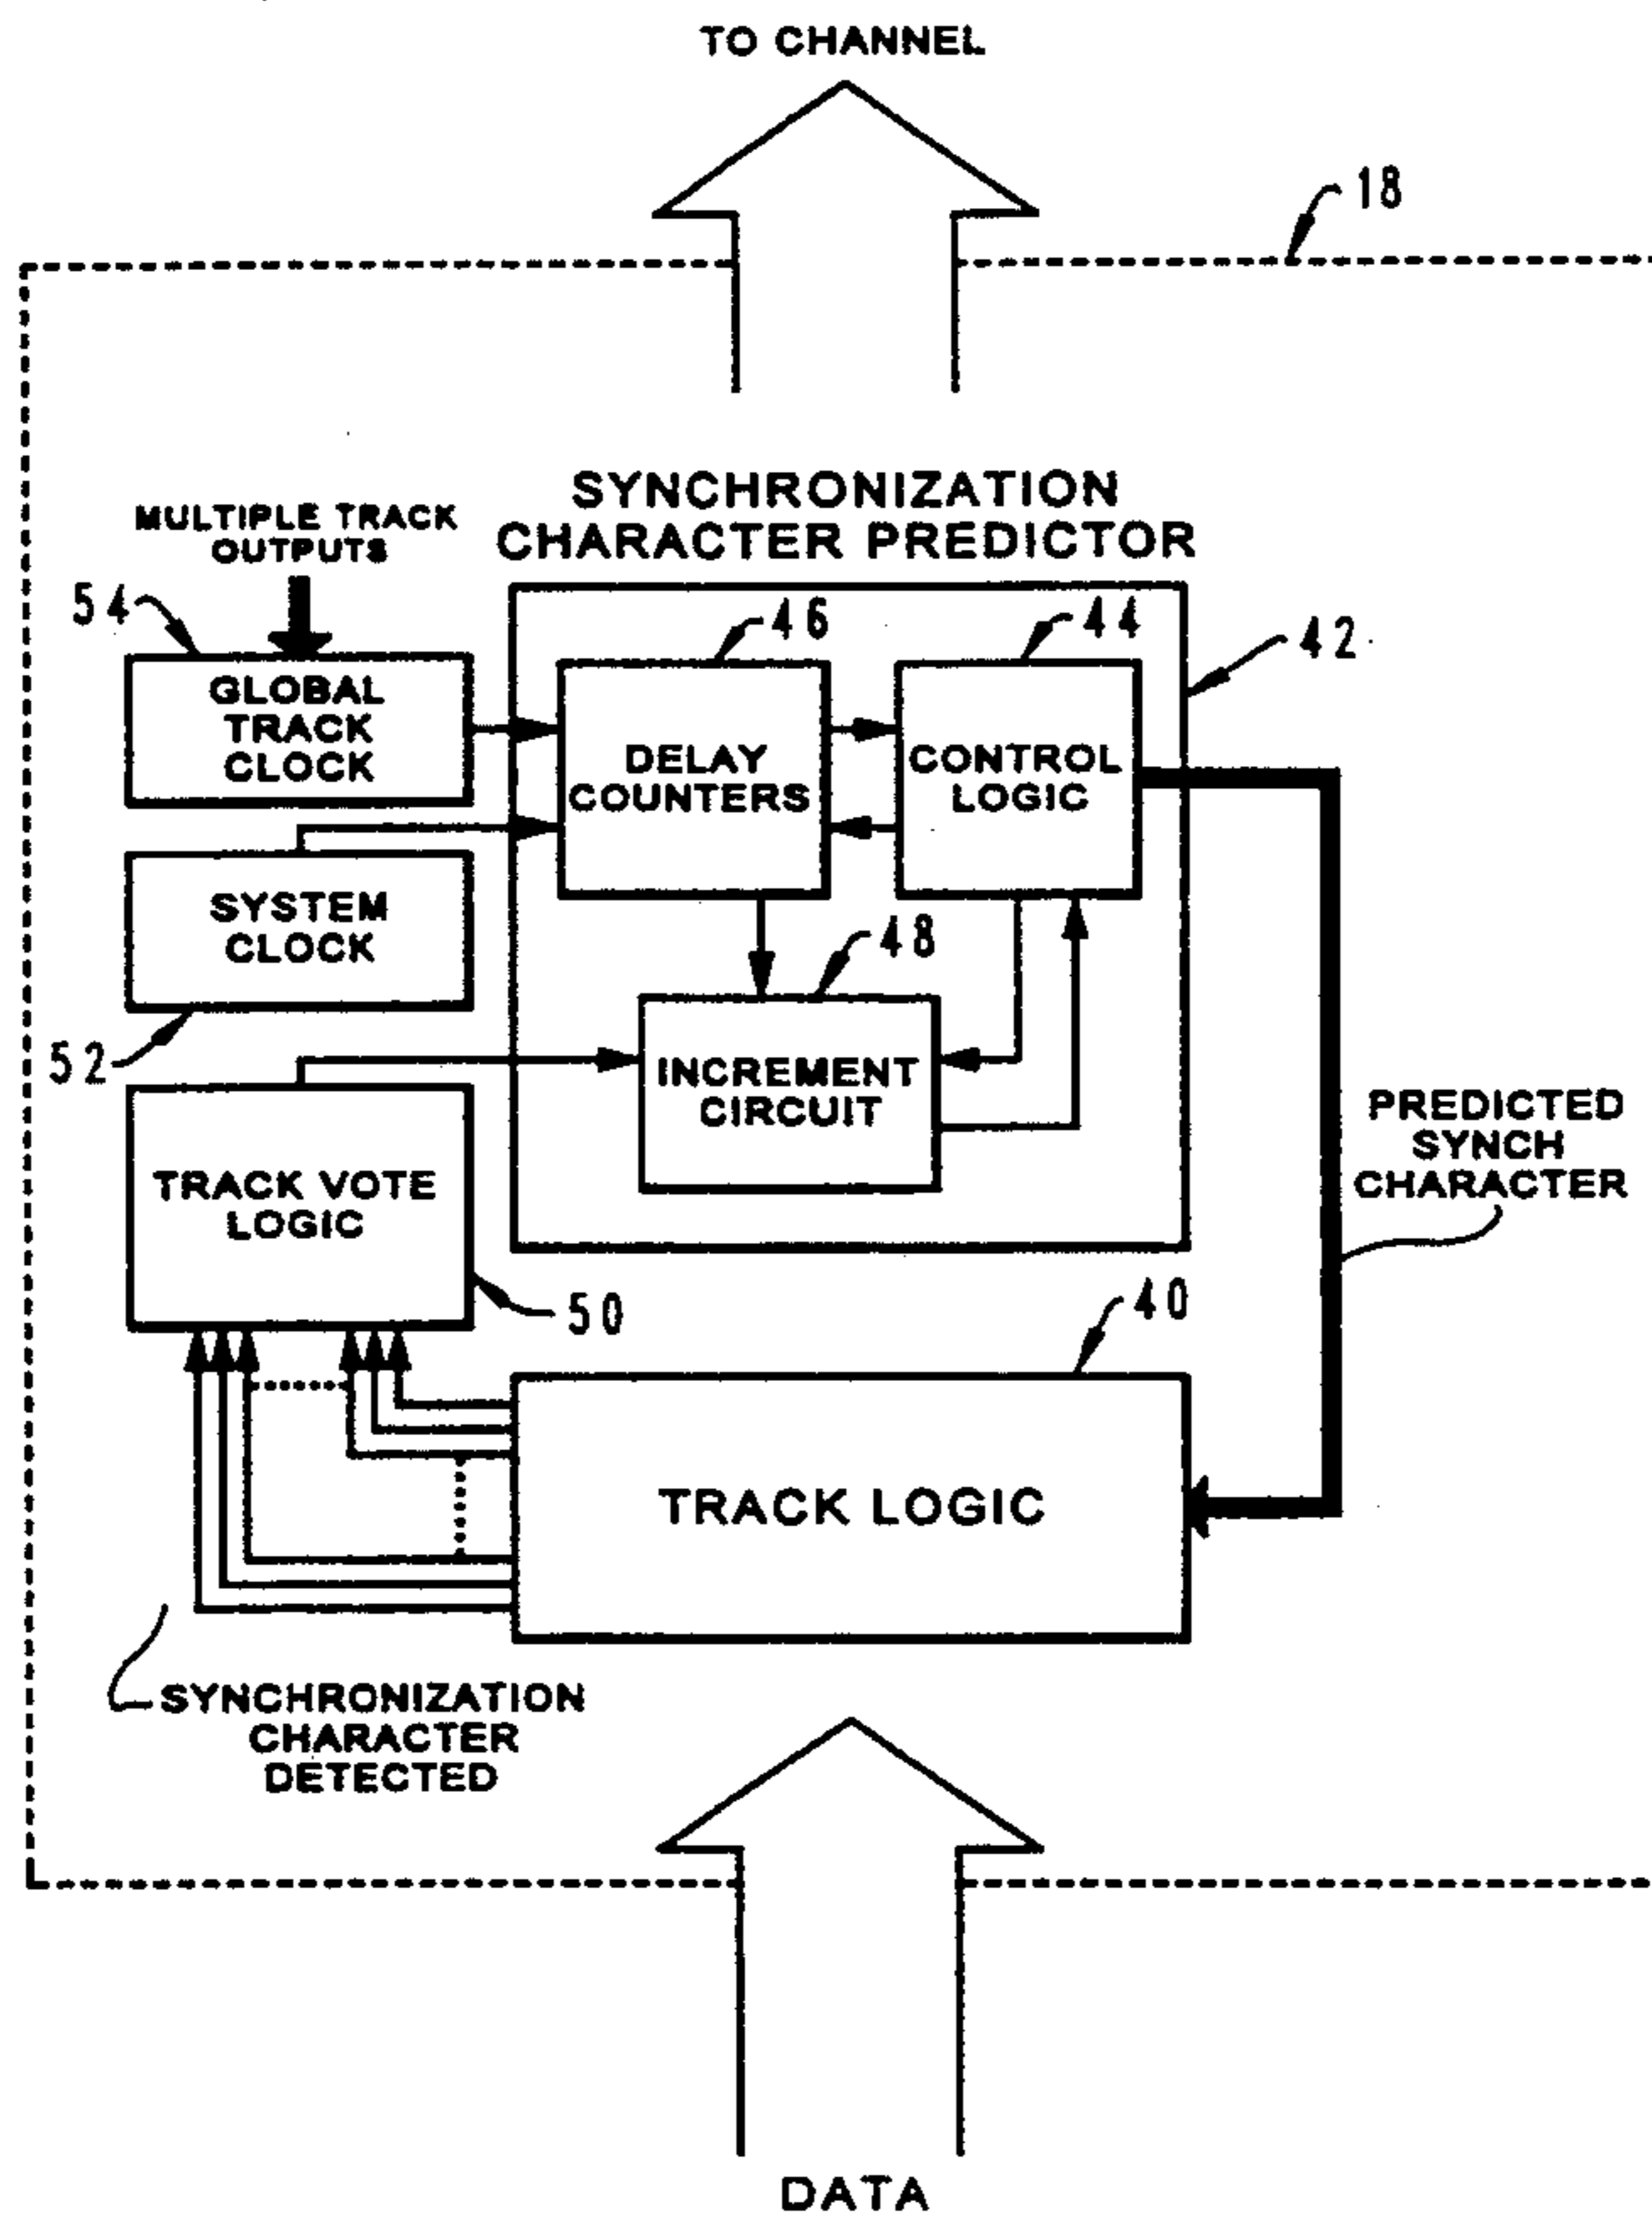 TO CHANNEL
18
SYNCHRONIZATION
CHARACTER PREDICTOR
MULTIPLE TRACK
OUTPUTS
54
46
44
42
GLOBAL
TRACK
CLOCK
DELAY
COUNTERS
CONTROL
LOGIC
SYSTEM
CLOCK
48
52
INCREMENT
CIRCUIT
PREDICTED
SYNCH
CHARACTER
TRACK VOTE
LOGIC
50
40
TRACK LOGIC
SYNCHRONIZATION
CHARACTER
DETECTED
DATA